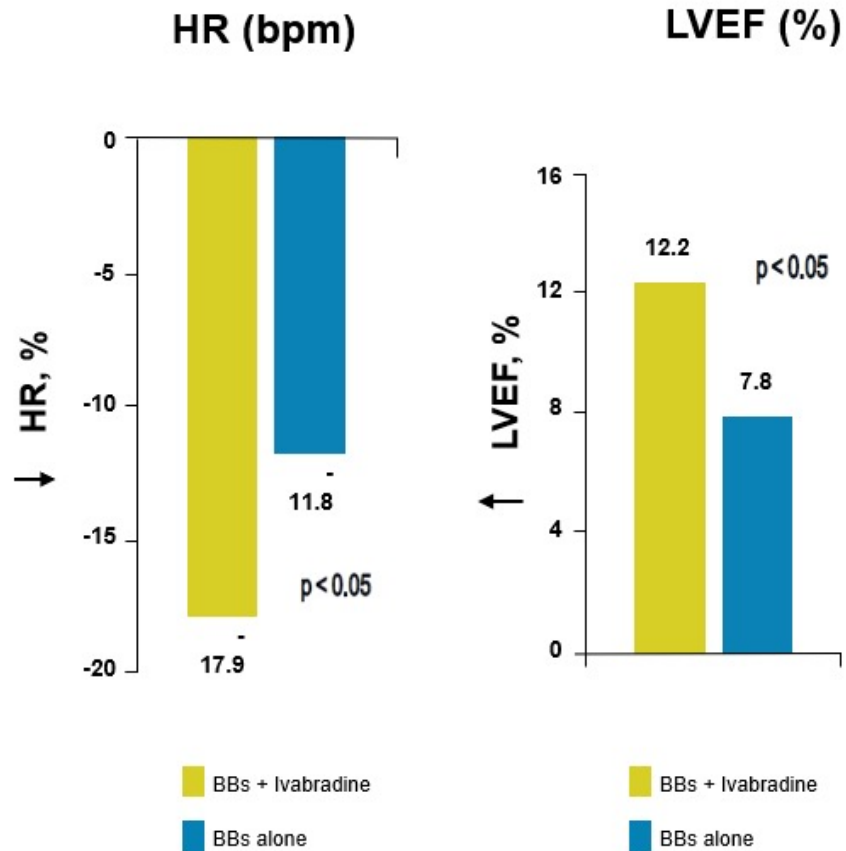 HR (bpm)
0
-5
-10
-15
-20
HR, %
-
11.8
p<0.05
-
17.9
BBs + Ivabradine
BBs alone
LVEF (%)
16
12
8
4
0
LVEF, %
12.2
p<0.05
7.8
BBs + Ivabradine
BBs alone